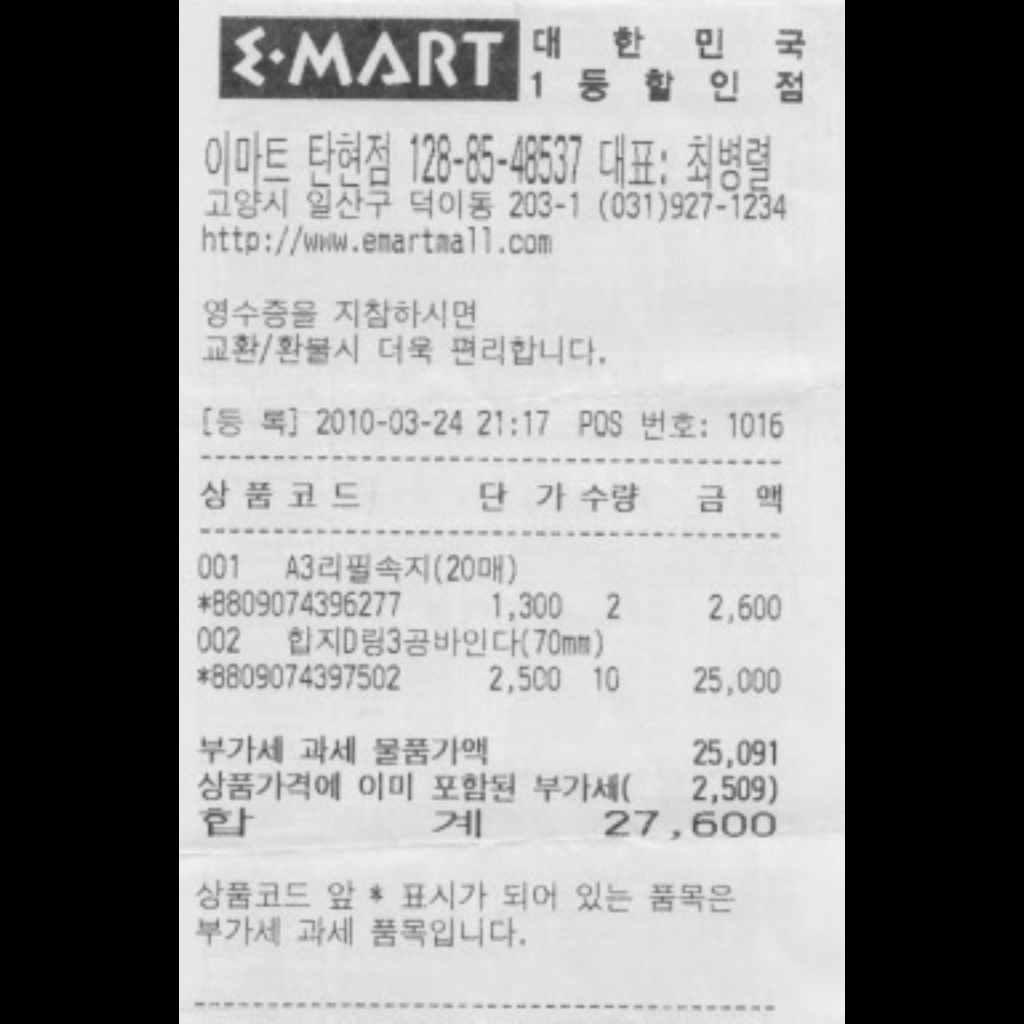 E·MART 대한민국
1등할인점
이마트 탄현점 128-85-48537 대표: 최병렬
고양시 일산구 덕이동 203-1 (031)927-1234
http://www.emartmall.com
영수증을 지참하시면
교환/환불시 더욱 편리합니다.
[등 록] 2010-03-24 21:17 POS 번호: 1016
상품코드 단 가 수량 금 액
001 A3리필속지(20매)
*8809074396277 1,300 2 2,600
002 합지D링3공바인다(70mm)
*8809074397502 2,500 10 25,000
부가세 과세 물품가액 25,091
상품가격에 이미 포함된 부가세( 2,509)
합 계 27,600
상품코드 앞 * 표시가 되어 있는 품목은
부가세 과세 품목입니다.